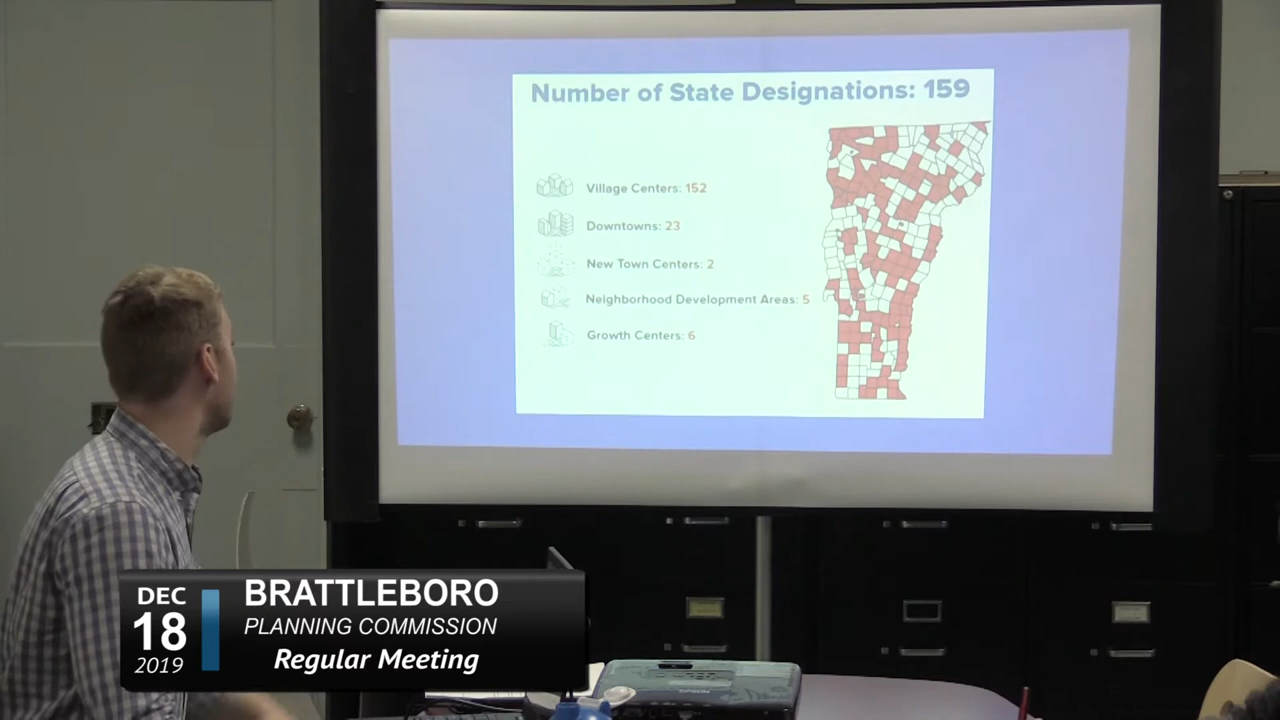 Number of State Designations: 159
Village Centers: 152
Downtowns: 23
New Town Centers: 2
Neighborhood Development Areas: 5
Growth Centers: 6
DEC
18
2019
BRATTLEBORO
PLANNING COMMISSION
Regular Meeting
EPSON